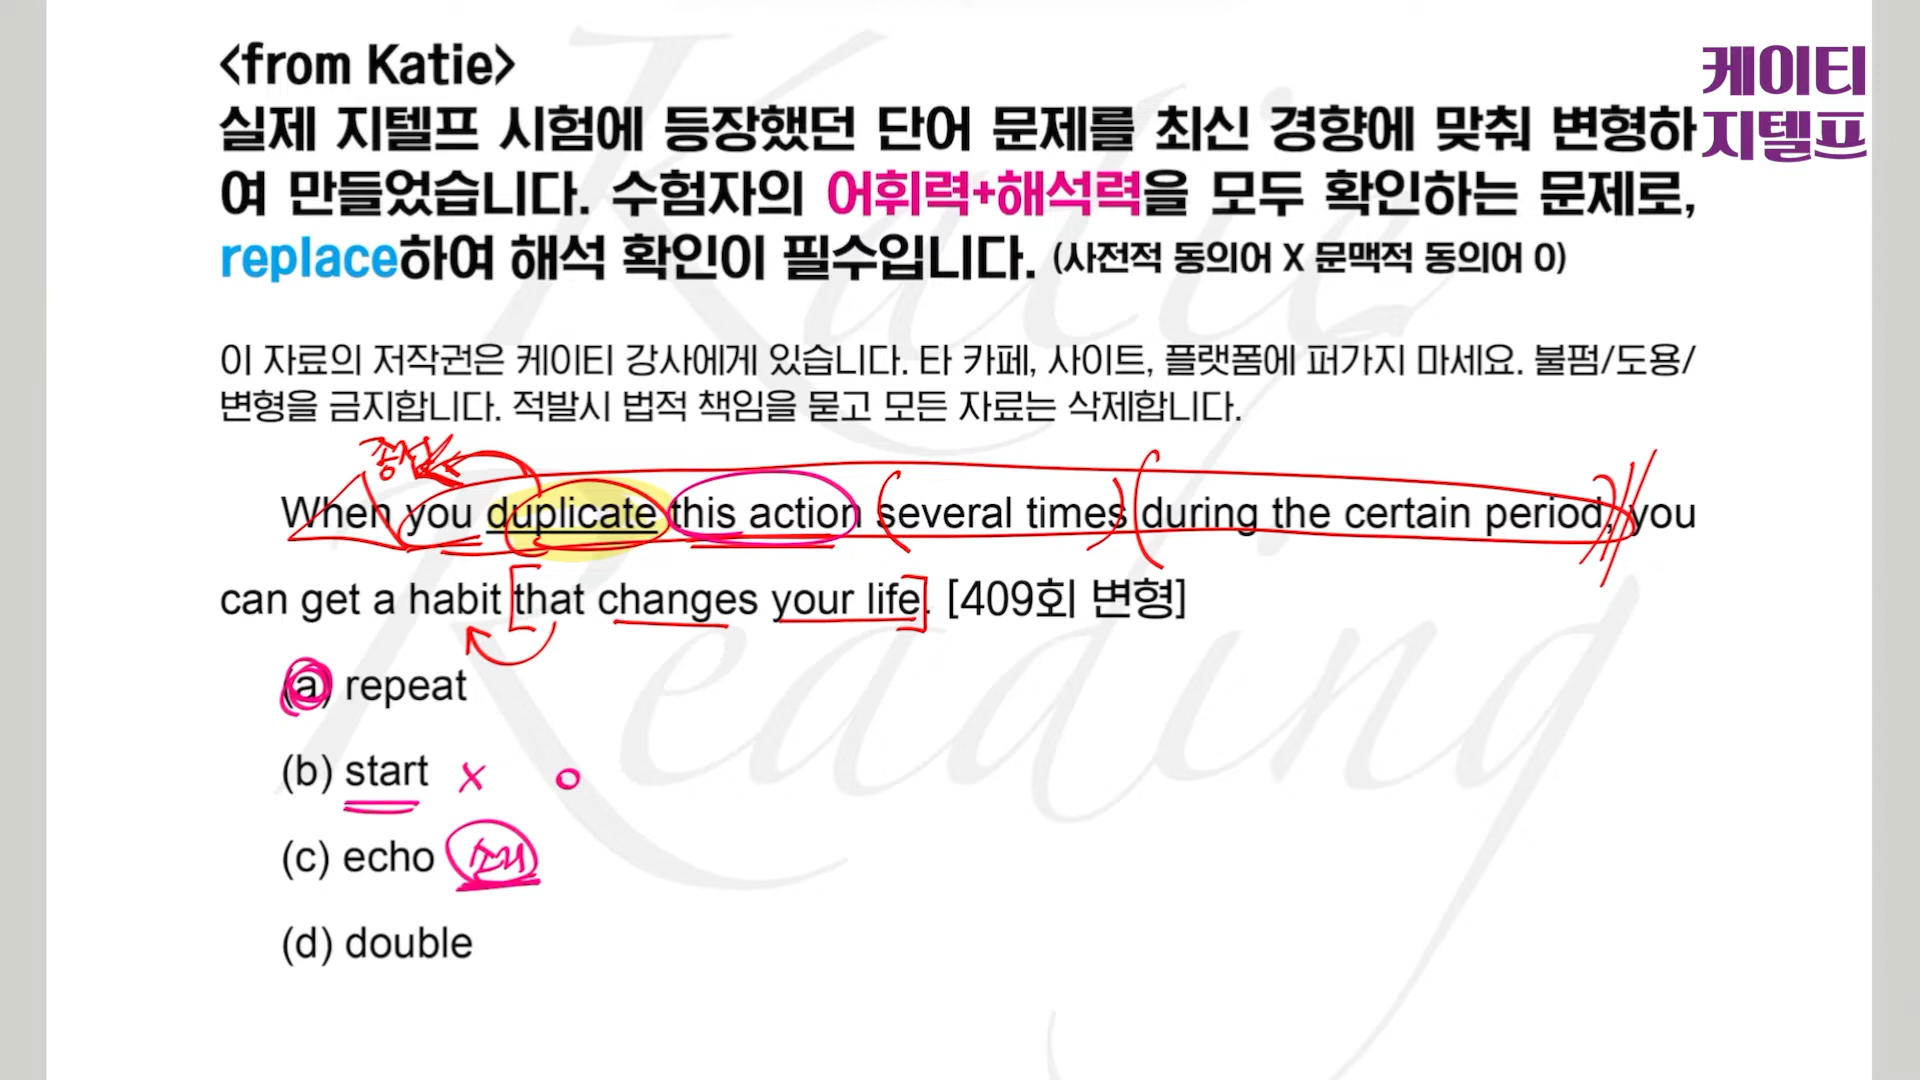 <from Katie>
케이티
지텔프
실제 지텔프 시험에 등장했던 단어 문제를 최신 경향에 맞춰 변형하
여 만들었습니다. 수험자의 어휘력+해석력을 모두 확인하는 문제로,
replace하여 해석 확인이 필수입니다. (사전적 동의어 X 문맥적 동의어 O)
이 자료의 저작권은 케이티 강사에게 있습니다. 타 카페, 사이트, 플랫폼에 퍼가지 마세요. 불펌/도용/
변형을 금지합니다. 적발시 법적 책임을 묻고 모든 자료는 삭제합니다.
When you duplicate this action several times during the certain period, you
can get a habit that changes your life. [409회 변형]
(a) repeat
(b) start x o
(c) echo 소리
(d) double
Katie
Reading